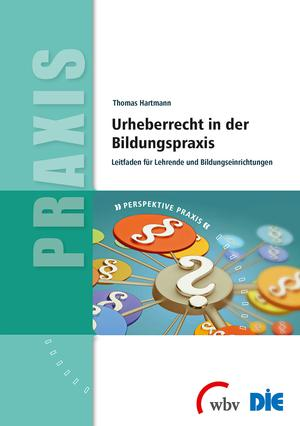 PRAXIS
Thomas Hartmann
Urheberrecht in der
Bildungspraxis
Leitfaden für Lehrende und Bildungseinrichtungen
» PERSPEKTIVE PRAXIS «
§ § § ? § §
wbv DIE